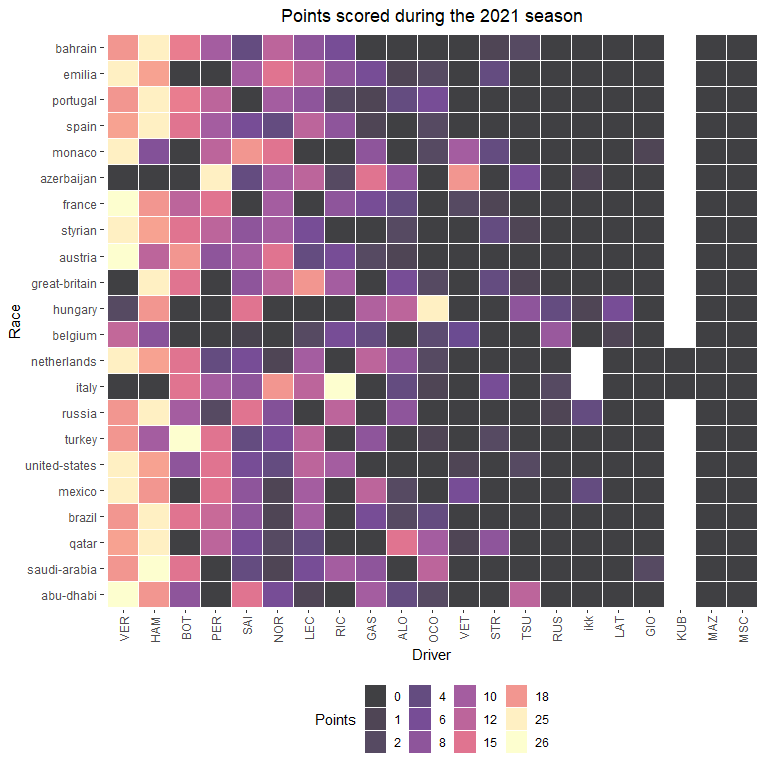 Points scored during the 2021 season
Race
bahrain
emilia
portugal
spain
monaco
azerbaijan
france
styrian
austria
great-britain
hungary
belgium
netherlands
italy
russia
turkey
united-states
mexico
brazil
qatar
saudi-arabia
abu-dhabi
VER HAM BOT PER SAI NOR LEC RIC GAS ALO OCO VET STR TSU RUS ikk LAT GIO KUB MAZ MSC
Driver
Points
0 4 10 18
1 6 12 25
2 8 15 26